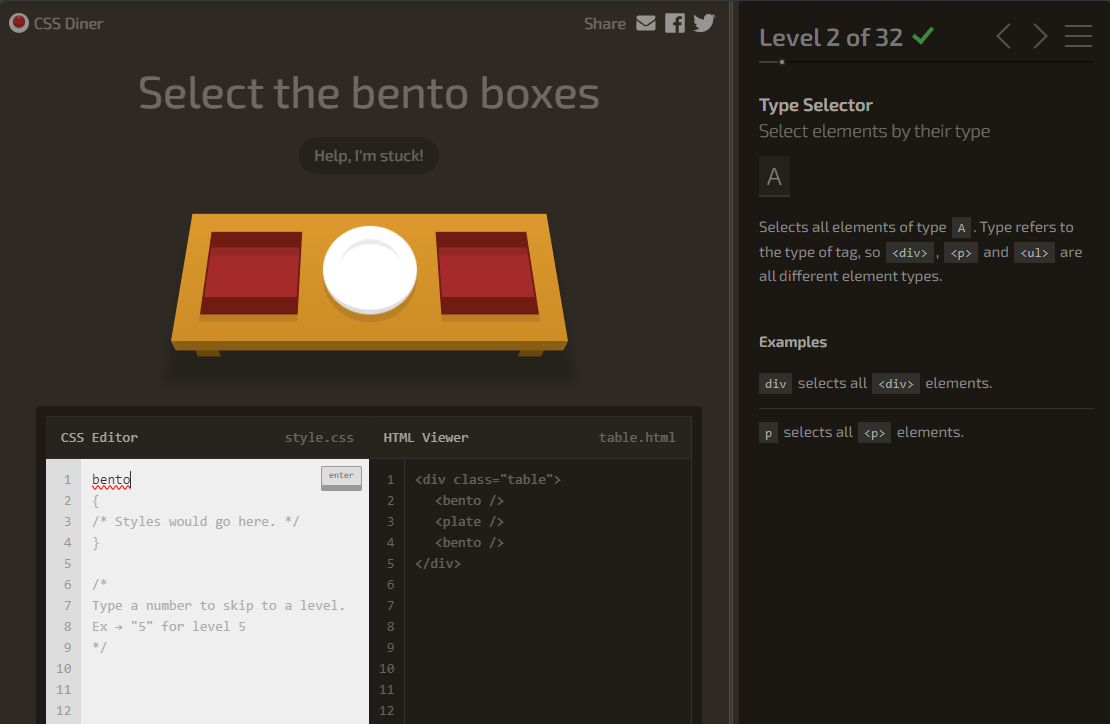 CSS Diner
Share
Select the bento boxes
Help, I'm stuck!
CSS Editor
style.css
HTML Viewer
table.html
1 bento
enter
2 {
3 /* Styles would go here. */
4 }
5
6 /*
7 Type a number to skip to a level.
8 Ex → "5" for level 5
9 */
10
11
12
1 <div class="table">
2 <bento />
3 <plate />
4 <bento />
5 </div>
6
7
8
9
10
11
12
Level 2 of 32
Type Selector
Select elements by their type
A
Selects all elements of type A . Type refers to
the type of tag, so <div> , <p> and <ul> are
all different element types.
Examples
div selects all <div> elements.
p selects all <p> elements.